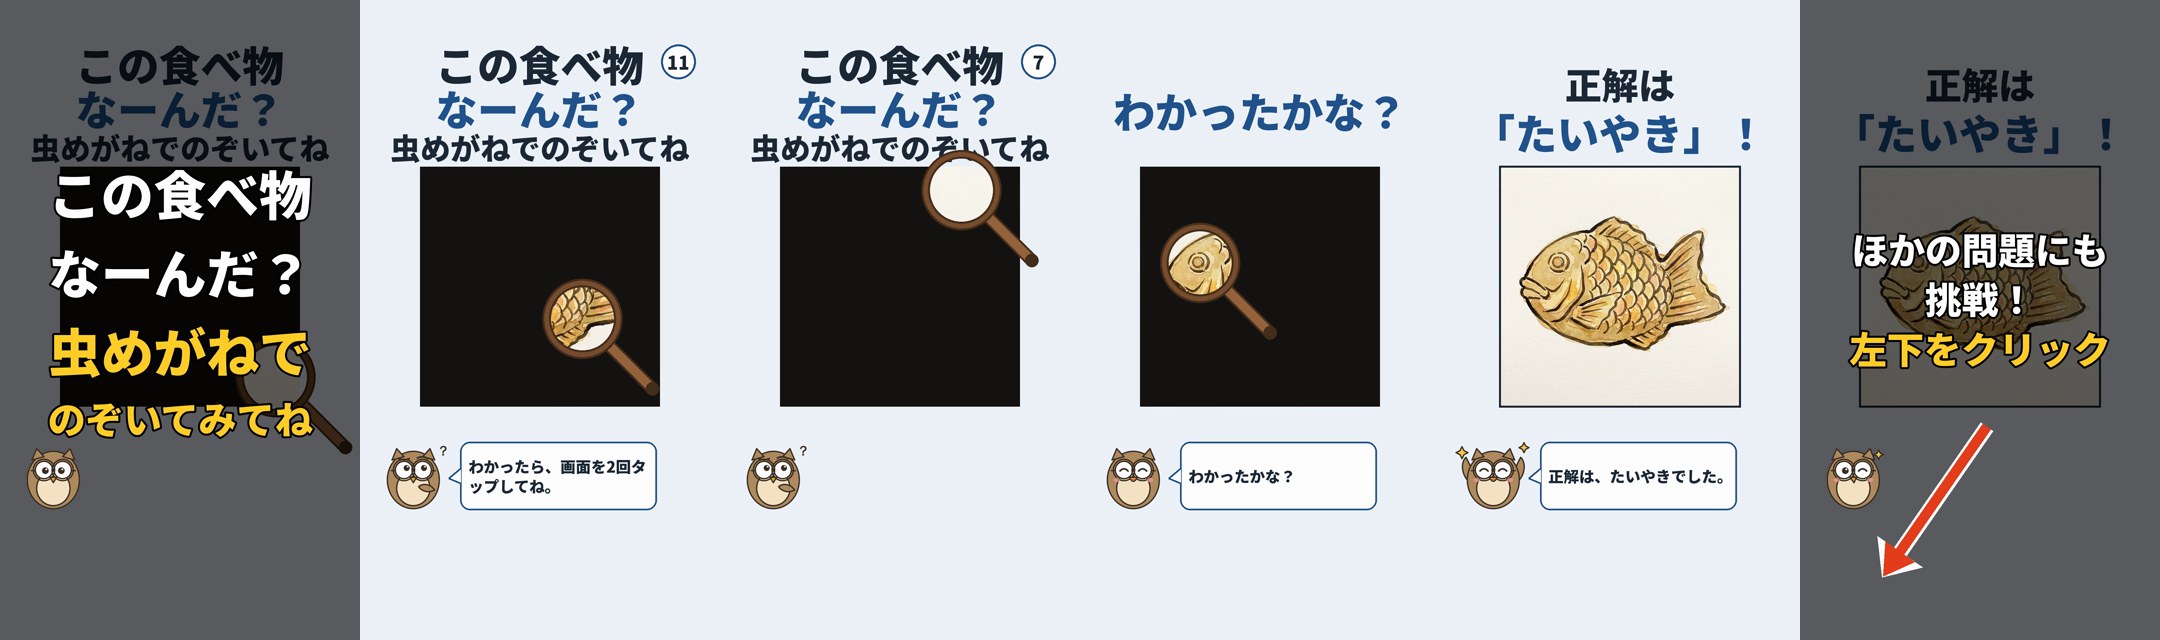 この食べ物
なーんだ？
虫めがねでのぞいてね
この食べ物
なーんだ？
虫めがねで
のぞいてみてね
この食べ物
11
なーんだ？
虫めがねでのぞいてね
?
わかったら、画面を2回タ
ップしてね。
この食べ物
7
なーんだ？
虫めがねでのぞいてね
?
わかったかな？
わかったかな？
正解は
「たいやき」！
正解は、たいやきでした。
正解は
「たいやき」！
ほかの問題にも
挑戦！
左下をクリック